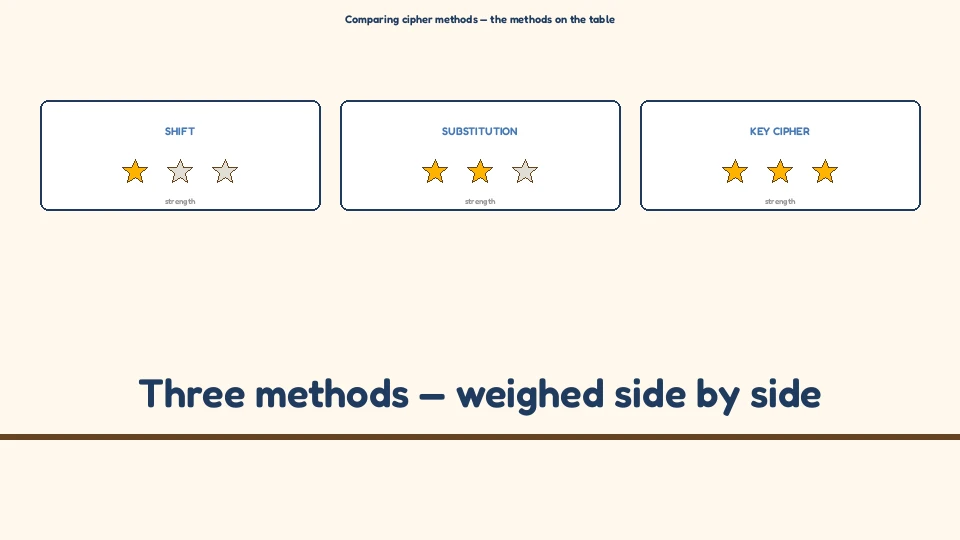 Comparing cipher methods — the methods on the table
SHIFT
strength
SUBSTITUTION
strength
KEY CIPHER
strength
Three methods — weighed side by side